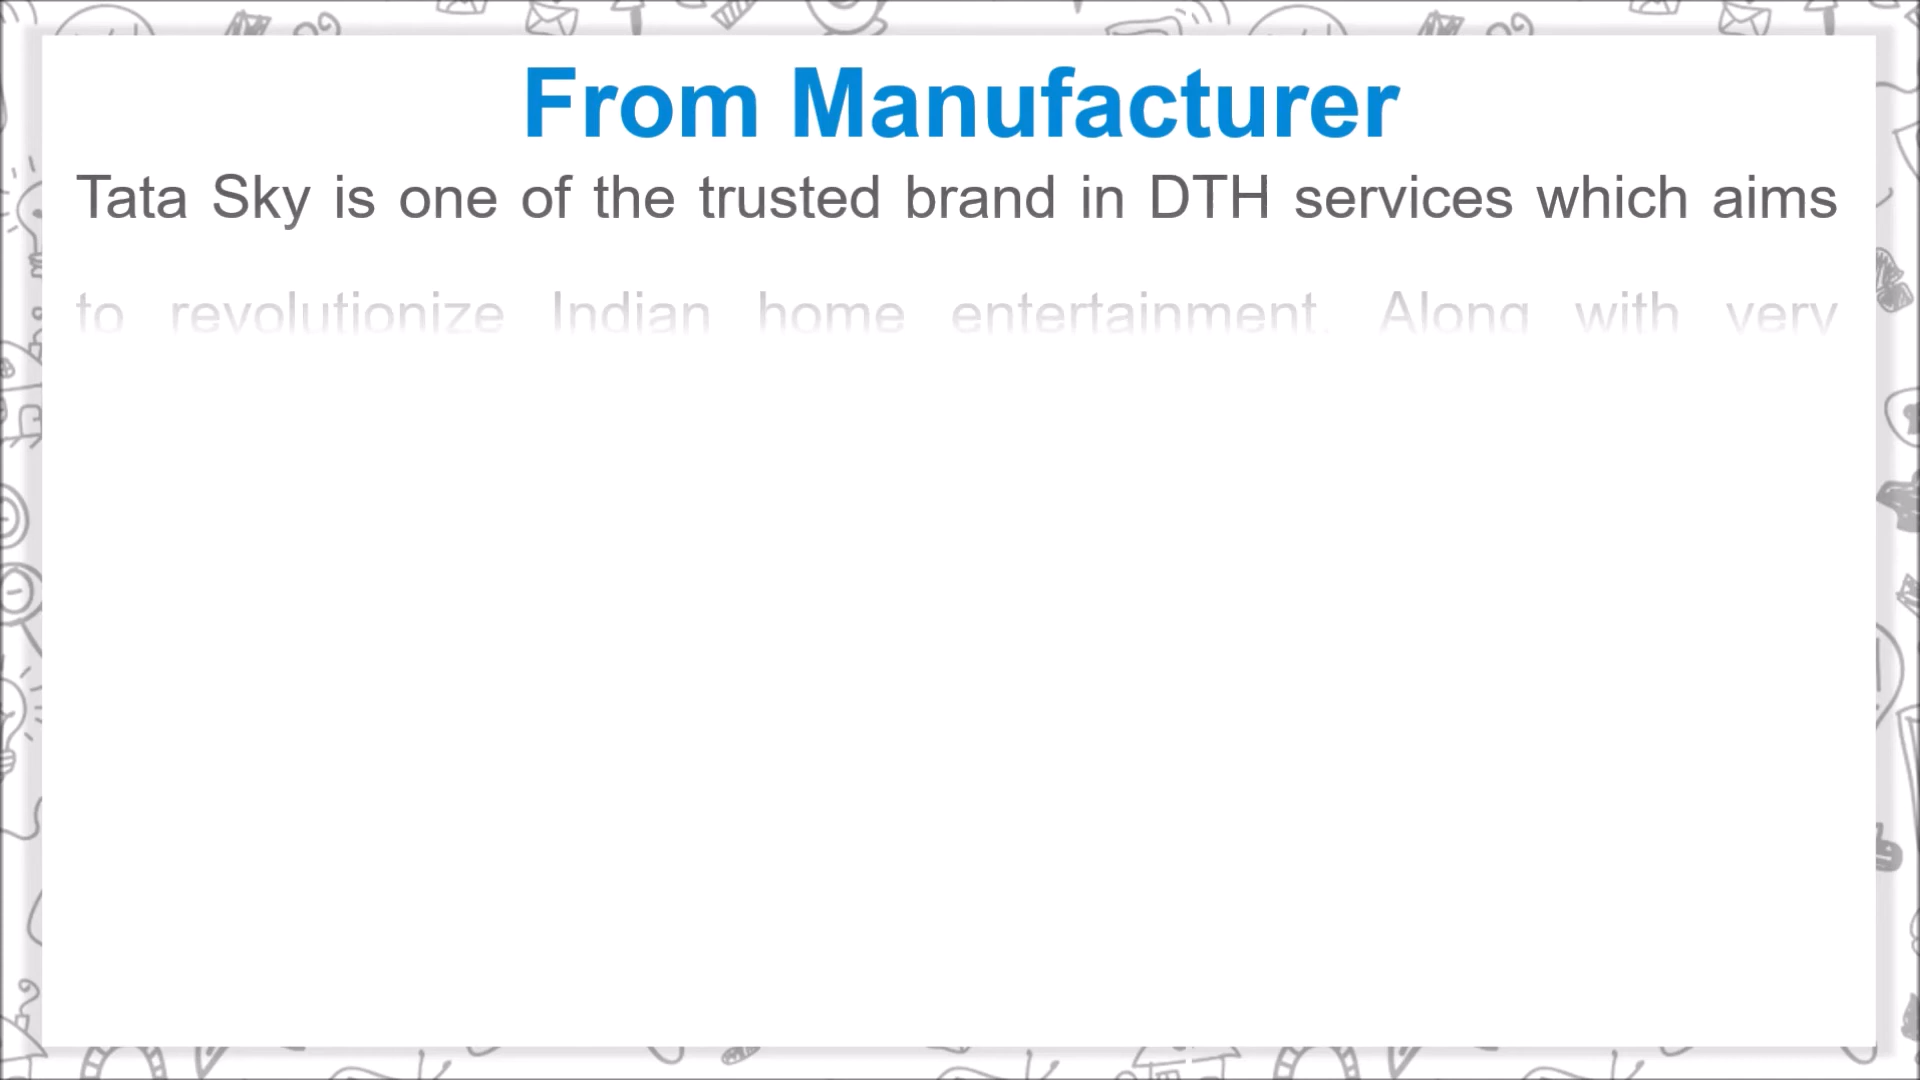 From Manufacturer
Tata Sky is one of the trusted brand in DTH services which aims
to revolutionize Indian home entertainment. Along with very